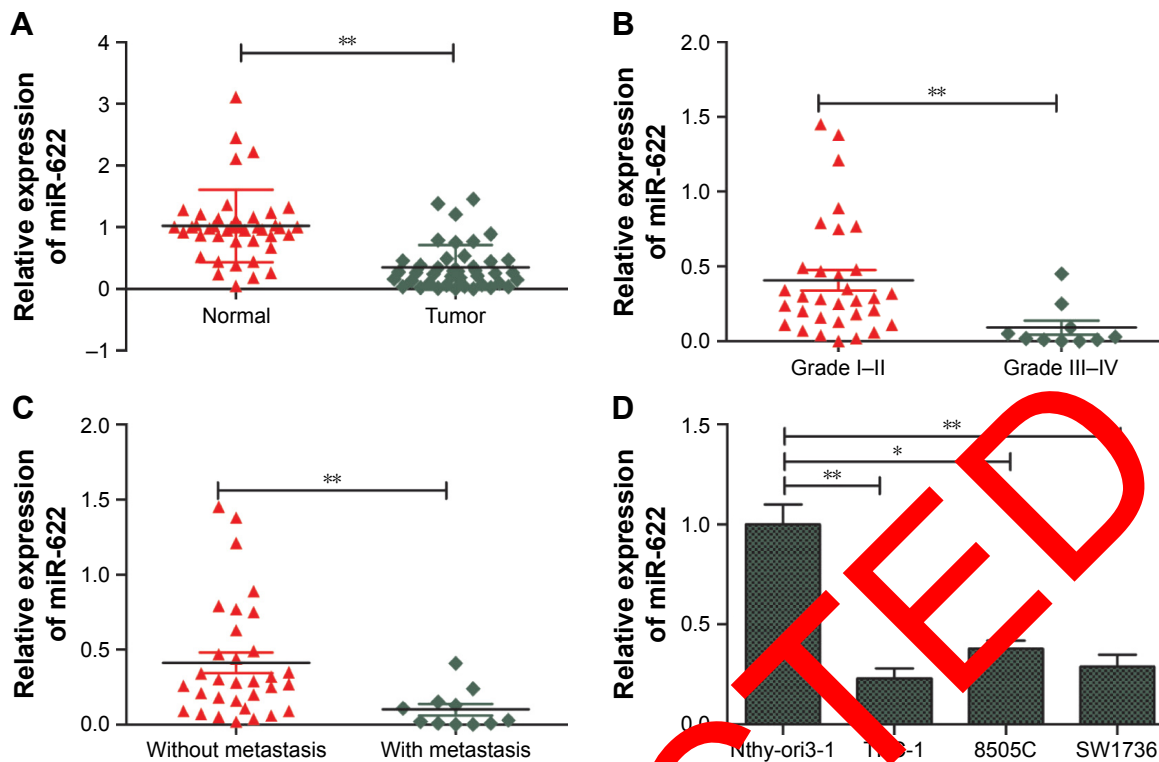 A
Relative expression
of miR-622
4
3
2
1
0
–1
**
Normal
Tumor
B
Relative expression
of miR-622
2.0
1.5
1.0
0.5
0.0
**
Grade I–II
Grade III–IV
C
Relative expression
of miR-622
2.0
1.5
1.0
0.5
0.0
**
Without metastasis
With metastasis
D
Relative expression
of miR-622
1.5
1.0
0.5
0.0
**
*
**
Nthy-ori3-1
8505C
SW1736
CTED